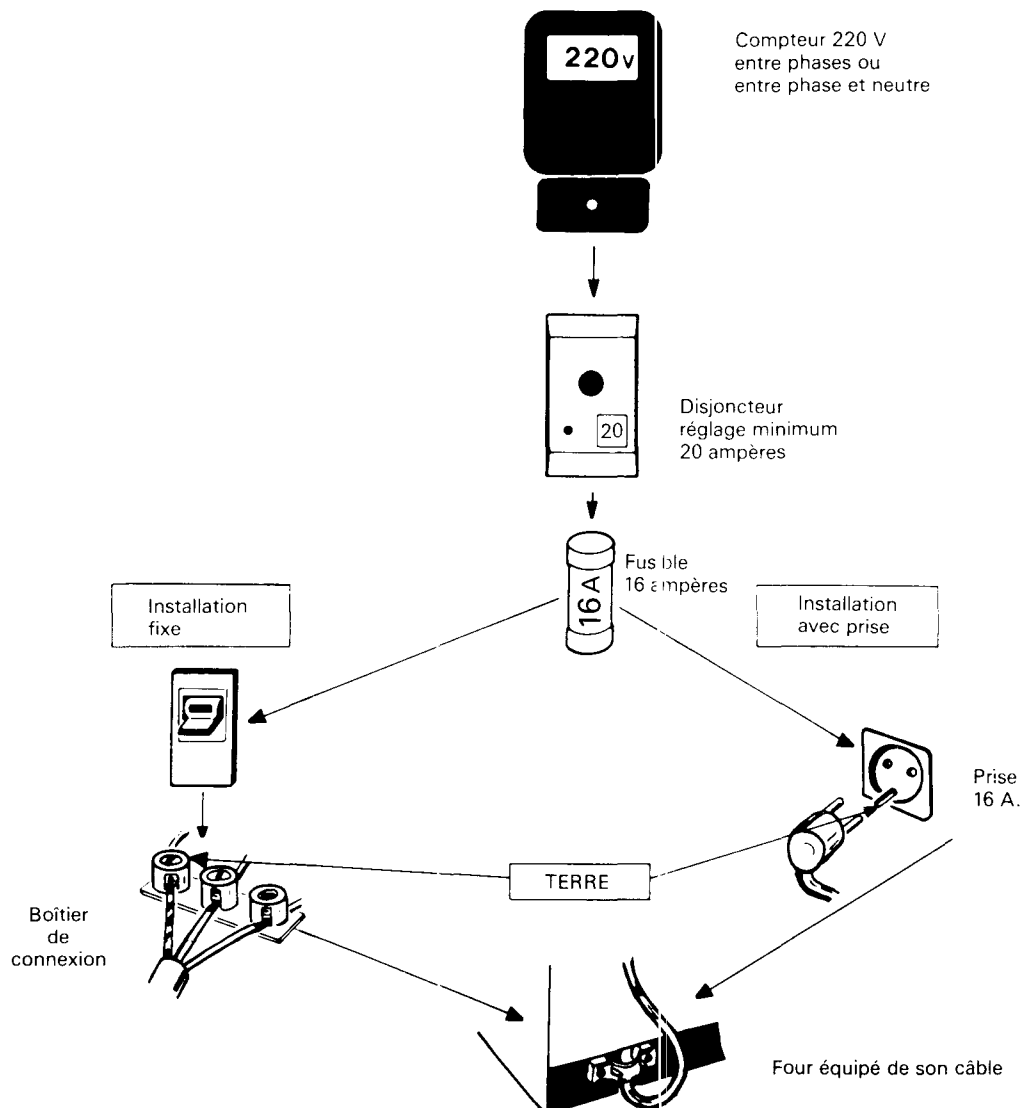 220v
Compteur 220 V
entre phases ou
entre phase et neutre
20
Disjoncteur
réglage minimum
20 ampères
16 A
Fusible
16 ampères
Installation
fixe
Installation
avec prise
Prise
16 A.
TERRE
Boîtier
de
connexion
Four équipé de son câble